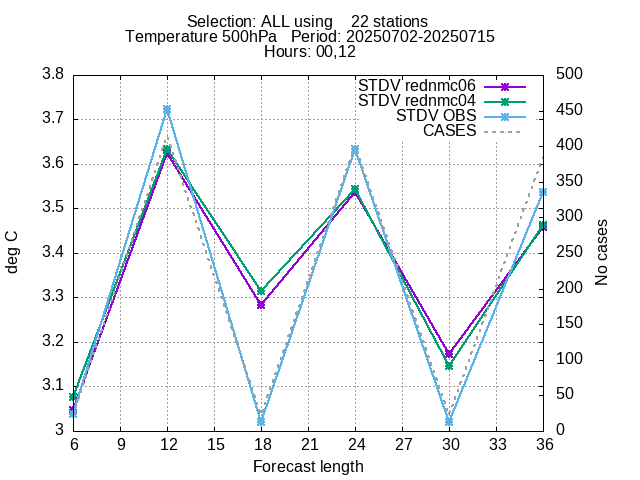 Selection: ALL using    22 stations
Temperature 500hPa   Period: 20250702-20250715
Hours: 00,12
3.8
3.7
3.6
3.5
3.4
3.3
3.2
3.1
3
deg C
STDV rednmc06
STDV rednmc04
STDV OBS
CASES
500
450
400
350
300
250
200
150
100
50
0
No cases
6 9 12 15 18 21 24 27 30 33 36
Forecast length